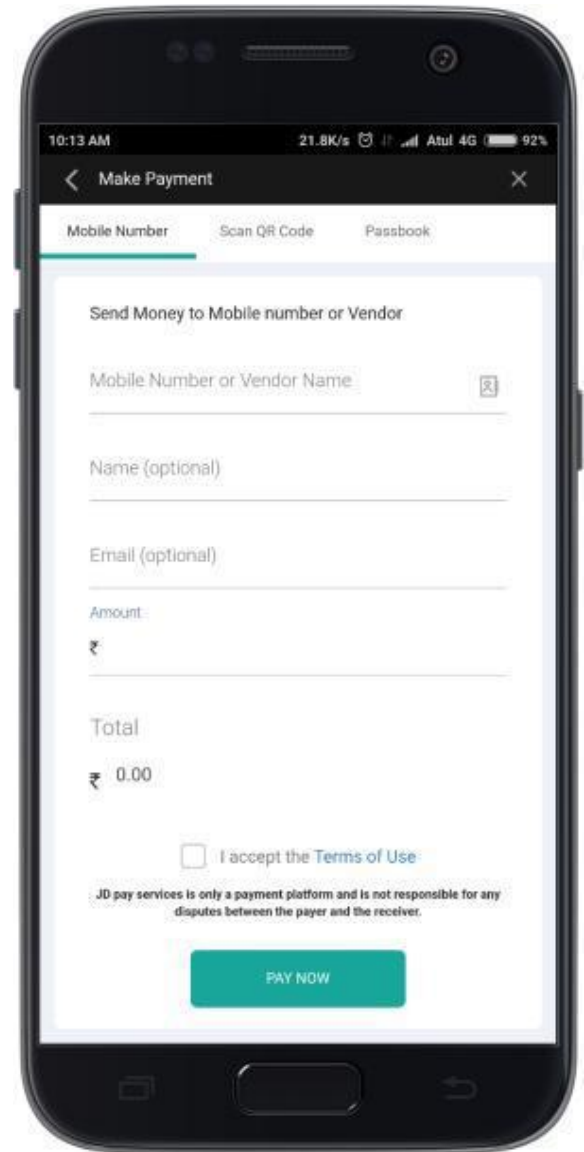 10:13 AM 21.8K/s Atul 4G 92%
Make Payment
Mobile Number Scan QR Code Passbook
Send Money to Mobile number or Vendor
Mobile Number or Vendor Name
Name (optional)
Email (optional)
Amount
₹
Total
₹ 0.00
I accept the Terms of Use
JD pay services is only a payment platform and is not responsible for any
disputes between the payer and the receiver.
PAY NOW